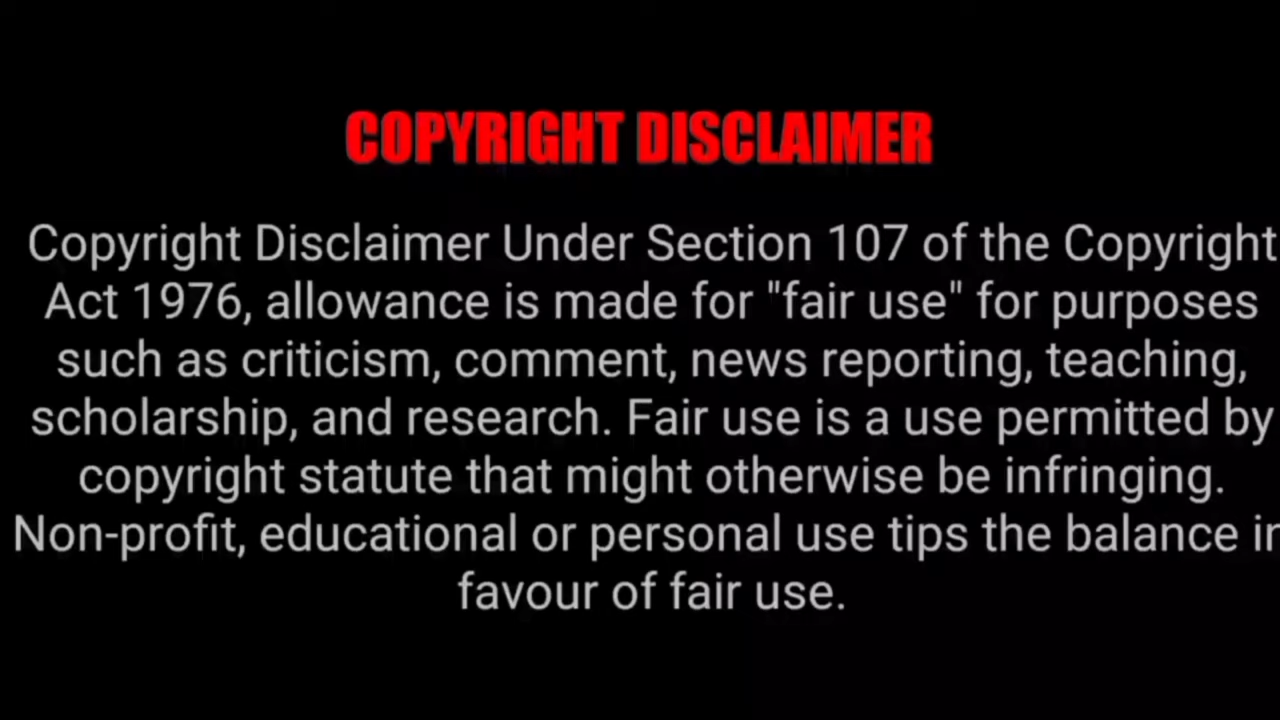 COPYRIGHT DISCLAIMER
Copyright Disclaimer Under Section 107 of the Copyright
Act 1976, allowance is made for "fair use" for purposes
such as criticism, comment, news reporting, teaching,
scholarship, and research. Fair use is a use permitted by
copyright statute that might otherwise be infringing.
Non-profit, educational or personal use tips the balance in
favour of fair use.